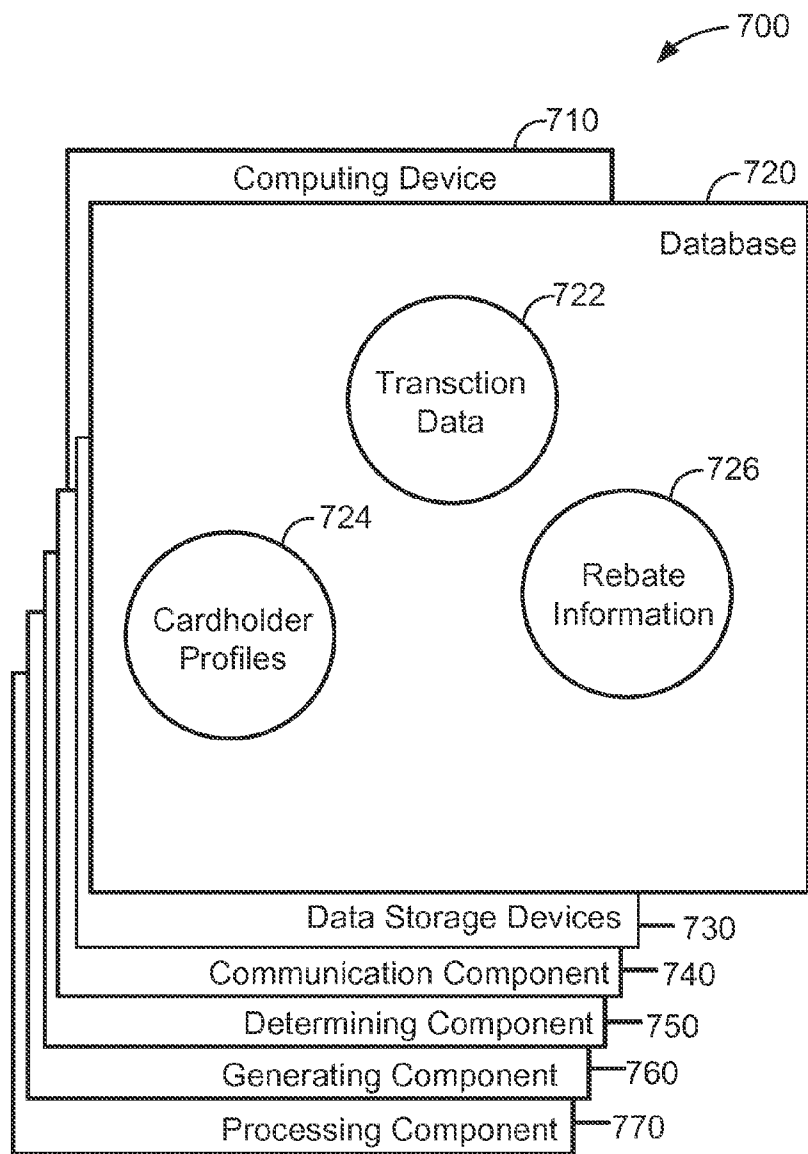 700
710
Computing Device
720
Database
722
Transction
Data
726
Rebate
Information
724
Cardholder
Profiles
Data Storage Devices
730
Communication Component
740
Determining Component
750
Generating Component
760
Processing Component
770